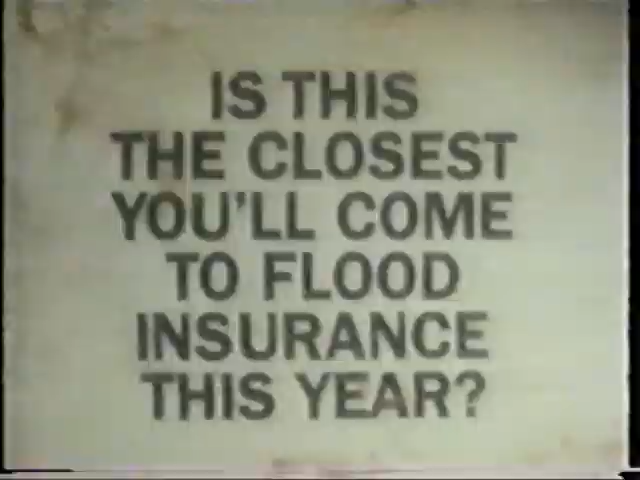 IS THIS
THE CLOSEST
YOU'LL COME
TO FLOOD
INSURANCE
THIS YEAR?